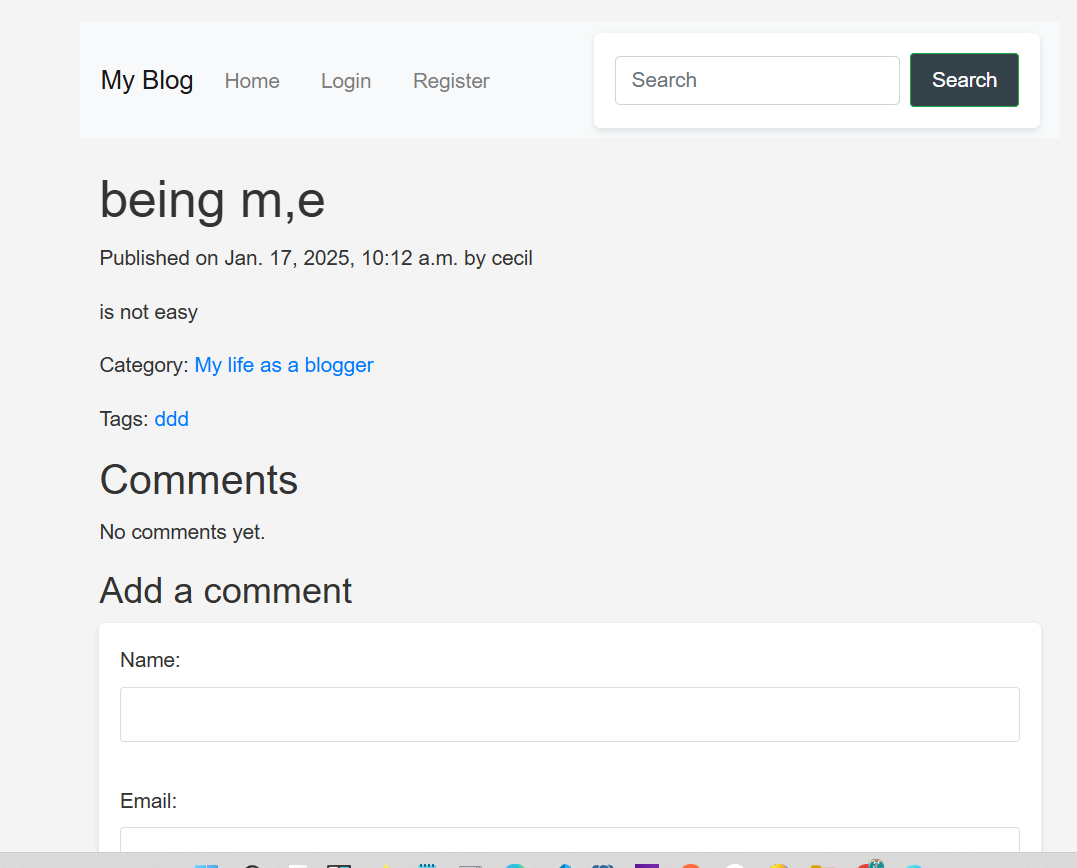 My Blog Home Login Register Search Search
being m,e
Published on Jan. 17, 2025, 10:12 a.m. by cecil
is not easy
Category: My life as a blogger
Tags: ddd
Comments
No comments yet.
Add a comment
Name:
Email: